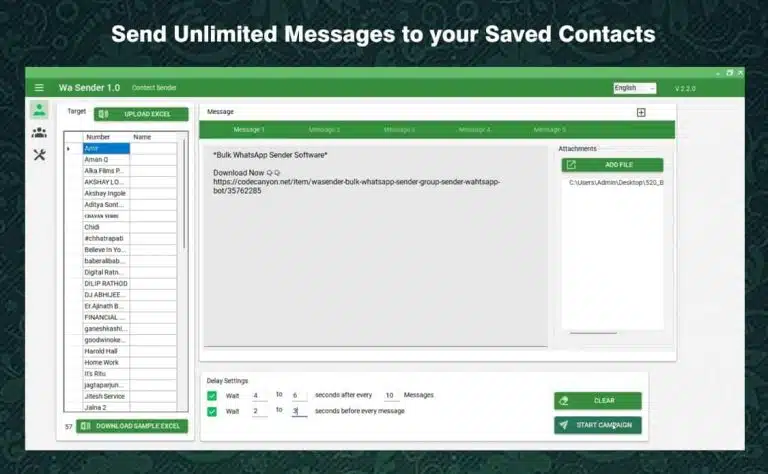 Send Unlimited Messages to your Saved Contacts
Wa Sender 1.0 Contect Sender English V 2.2.0
Target UPLOAD EXCEL
Number Name
Amir
Aman Q
Alka Films P...
AKSHAY LO...
Akshay Ingole
Aditya Sont...
CHAVAN SUNIL
Chidi
#chhatrapati
Believe In Yo...
baberallbab...
Digital Ratn...
DILIP RATHOD
DJ ABHIJEE...
Er.Ajinath B...
FINANCIAL ...
ganeshkashi...
goodwinoke...
Harold Hall
Home Work
It's Ritu
jagtaparjun...
Jitesh Service
Jalna 2
57 DOWNLOAD SAMPLE EXCEL
Message
Message 1 Message 2 Message 3 Message 4 Message 5
*Bulk WhatsApp Sender Software*
Download Now 👇👇
https://codecanyon.net/item/wasender-bulk-whatsapp-sender-group-sender-wahtsapp-
bot/35762285
Attachments
ADD FILE
C:\Users\Admin\Desktop\520_B
Delay Settings
Wait 4 to 6 seconds after every 10 Messages
Wait 2 to 3 seconds before every message
CLEAR
START CAMPAIGN